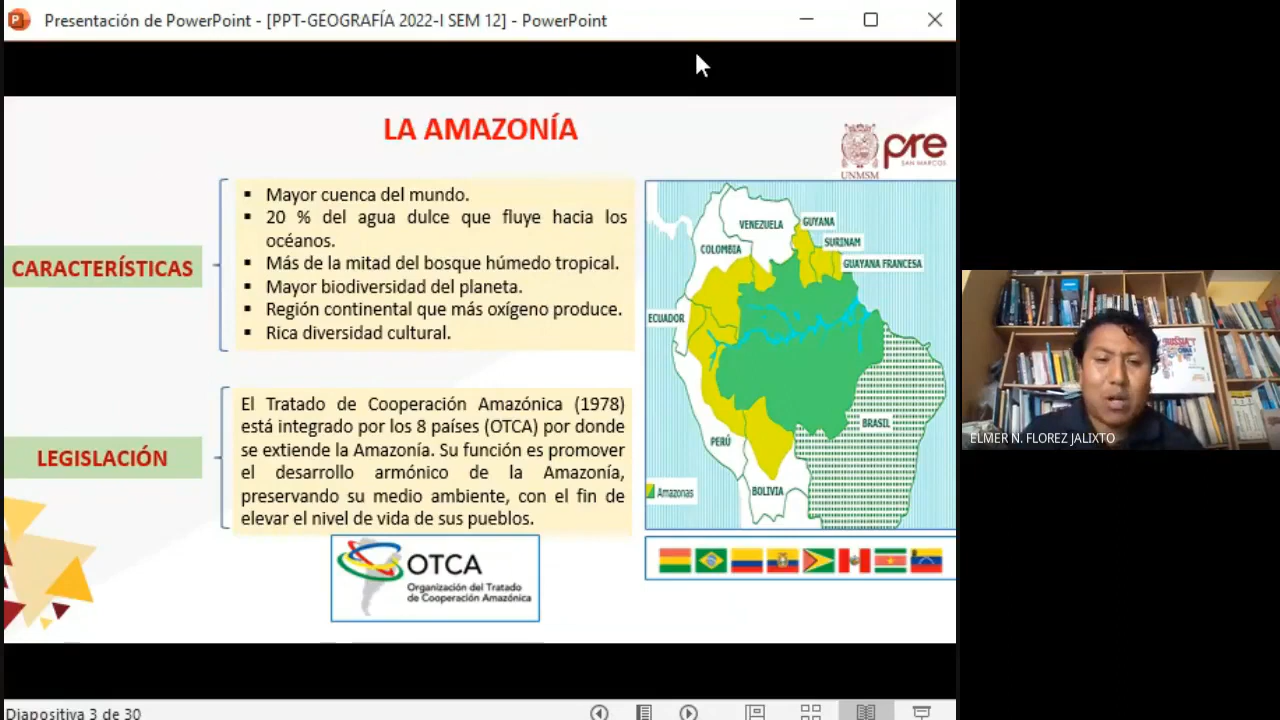 Presentación de PowerPoint - [PPT-GEOGRAFÍA 2022-I SEM 12] - PowerPoint
LA AMAZONÍA
pre
SAN MARCOS
UNMSM
CARACTERÍSTICAS
▪ Mayor cuenca del mundo.
▪ 20 % del agua dulce que fluye hacia los
océanos.
▪ Más de la mitad del bosque húmedo tropical.
▪ Mayor biodiversidad del planeta.
▪ Región continental que más oxígeno produce.
▪ Rica diversidad cultural.
VENEZUELA
GUYANA
SURINAM
COLOMBIA
GUAYANA FRANCESA
ECUADOR
BRASIL
PERÚ
BOLIVIA
Amazonas
LEGISLACIÓN
El Tratado de Cooperación Amazónica (1978)
está integrado por los 8 países (OTCA) por donde
se extiende la Amazonía. Su función es promover
el desarrollo armónico de la Amazonía,
preservando su medio ambiente, con el fin de
elevar el nivel de vida de sus pueblos.
OTCA
Organización del Tratado
de Cooperación Amazónica
ELMER N. FLOREZ JALIXTO
Diapositiva 3 de 30